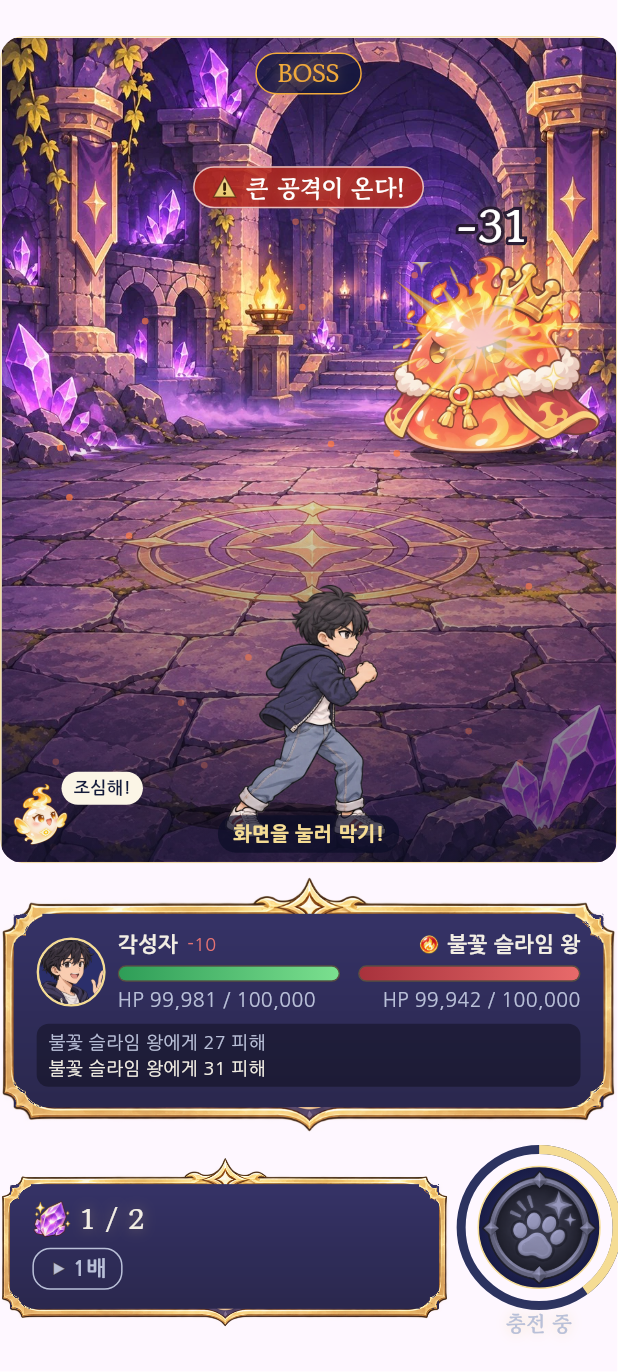 BOSS
⚠ 큰 공격이 온다!
-31
조심해!
화면을 눌러 막기!
각성자 -10
불꽃 슬라임 왕
HP 99,981 / 100,000
HP 99,942 / 100,000
불꽃 슬라임 왕에게 27 피해
불꽃 슬라임 왕에게 31 피해
1 / 2
▶ 1배
충전 중